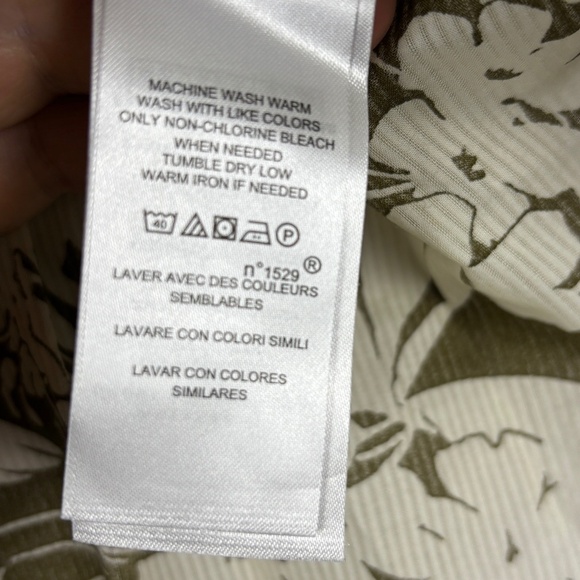 MACHINE WASH WARM
WASH WITH LIKE COLORS
ONLY NON-CHLORINE BLEACH
WHEN NEEDED
TUMBLE DRY LOW
WARM IRON IF NEEDED
40 P
n°1529 ®
LAVER AVEC DES COULEURS
SEMBLABLES
LAVARE CON COLORI SIMILI
LAVAR CON COLORES
SIMILARES